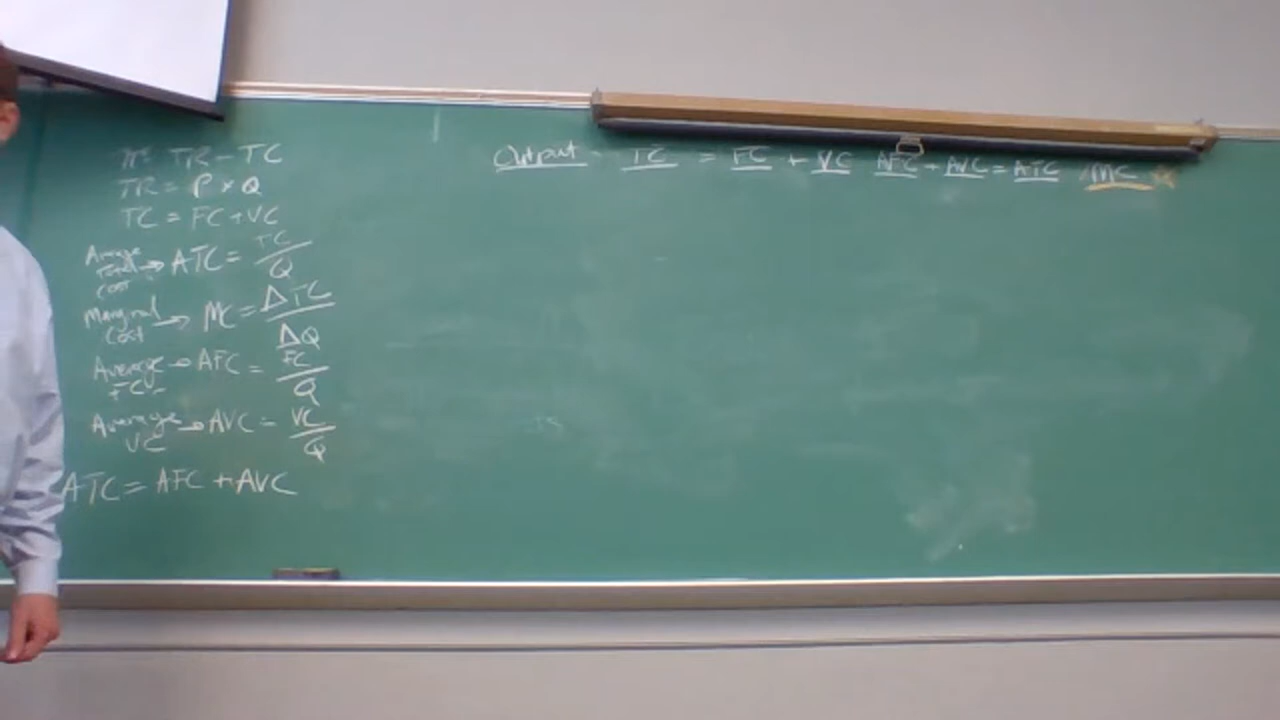 π = TR - TC
TR = P × Q
TC = FC + VC
Average Total Cost → ATC = TC / Q
Marginal Cost → MC = ΔTC / ΔQ
Average FC → AFC = FC / Q
Average VC → AVC = VC / Q
ATC = AFC + AVC
Output TC = FC + VC AFC + AVC = ATC MC